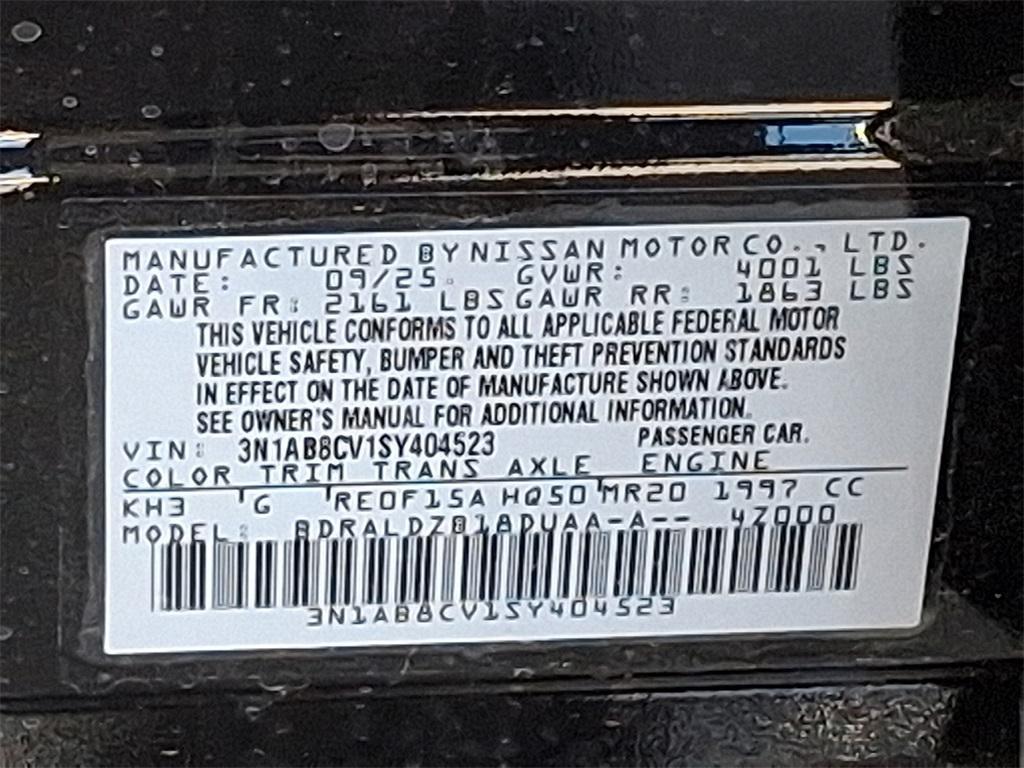 MANUFACTURED BY NISSAN MOTOR CO., LTD.
DATE: 09/25 GVWR: 4001 LBS
GAWR FR: 2161 LBS GAWR RR: 1863 LBS
THIS VEHICLE CONFORMS TO ALL APPLICABLE FEDERAL MOTOR
VEHICLE SAFETY, BUMPER AND THEFT PREVENTION STANDARDS
IN EFFECT ON THE DATE OF MANUFACTURE SHOWN ABOVE.
SEE OWNER'S MANUAL FOR ADDITIONAL INFORMATION.
VIN: 3N1AB8CV1SY404523 PASSENGER CAR.
COLOR TRIM TRANS AXLE ENGINE
KH3 G RE0F15A HQ50 MR20 1997 CC
MODEL: BDRALDZB18DUAA-A-- 4Z000
3N1AB8CV1SY404523